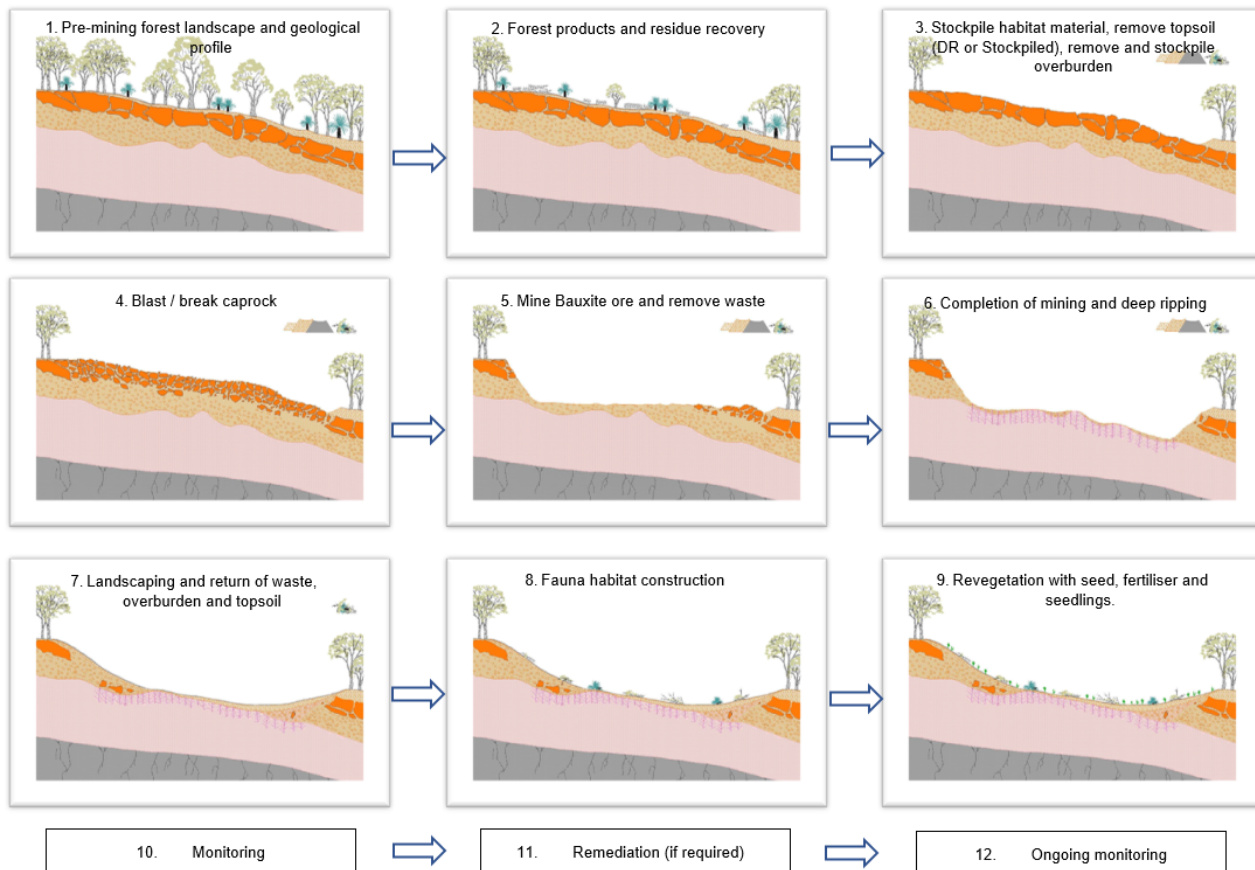 1. Pre-mining forest landscape and geological
profile
2. Forest products and residue recovery
3. Stockpile habitat material, remove topsoil
(DR or Stockpiled), remove and stockpile
overburden
4. Blast / break caprock
5. Mine Bauxite ore and remove waste
6. Completion of mining and deep ripping
7. Landscaping and return of waste,
overburden and topsoil
8. Fauna habitat construction
9. Revegetation with seed, fertiliser and
seedlings.
10. Monitoring
11. Remediation (if required)
12. Ongoing monitoring